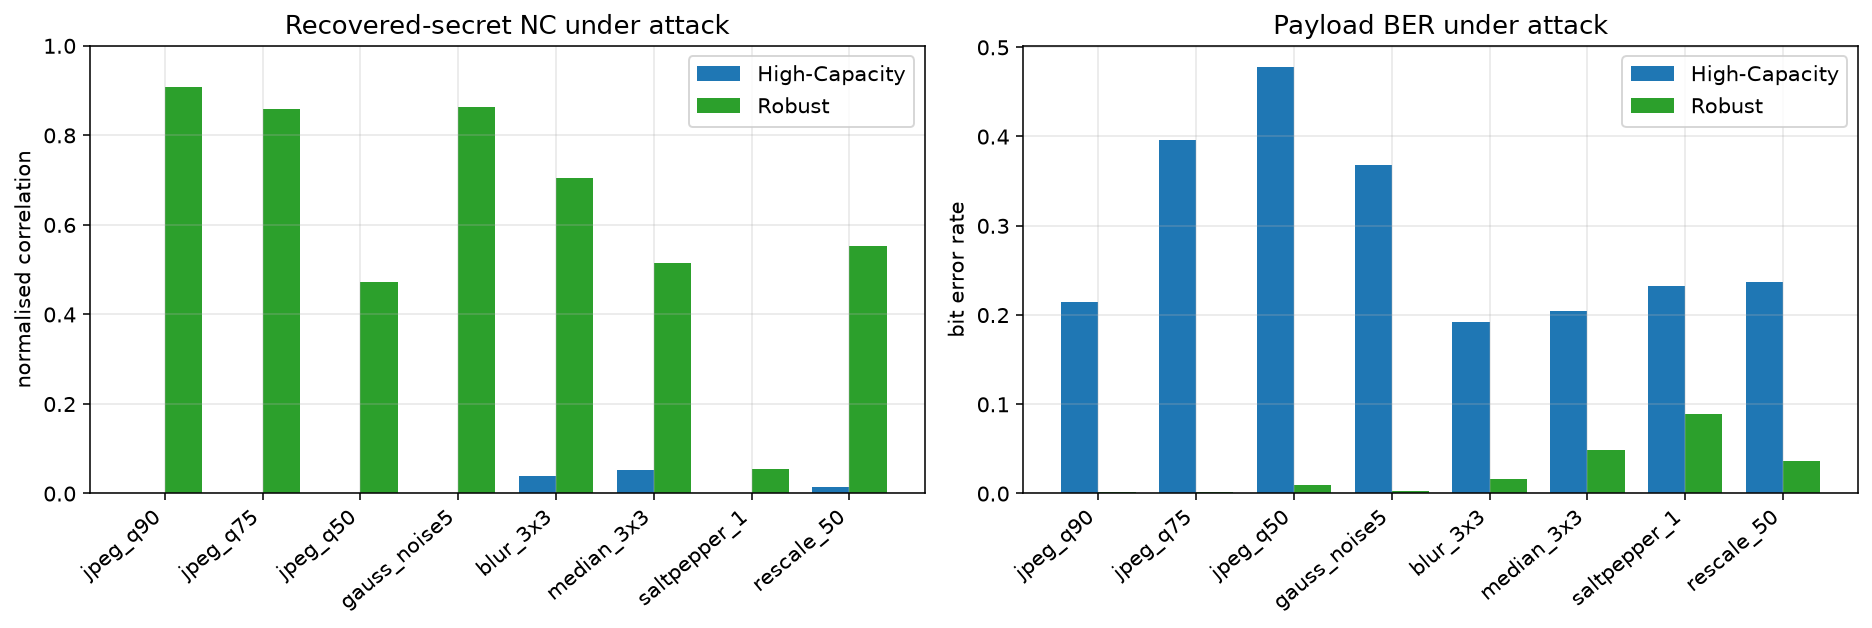 Recovered-secret NC under attack
normalised correlation
1.0
0.8
0.6
0.4
0.2
0.0
High-Capacity
Robust
jpeg_q90
jpeg_q75
jpeg_q50
gauss_noise5
blur_3x3
median_3x3
saltpepper_1
rescale_50
Payload BER under attack
bit error rate
0.5
0.4
0.3
0.2
0.1
0.0
High-Capacity
Robust
jpeg_q90
jpeg_q75
jpeg_q50
gauss_noise5
blur_3x3
median_3x3
saltpepper_1
rescale_50